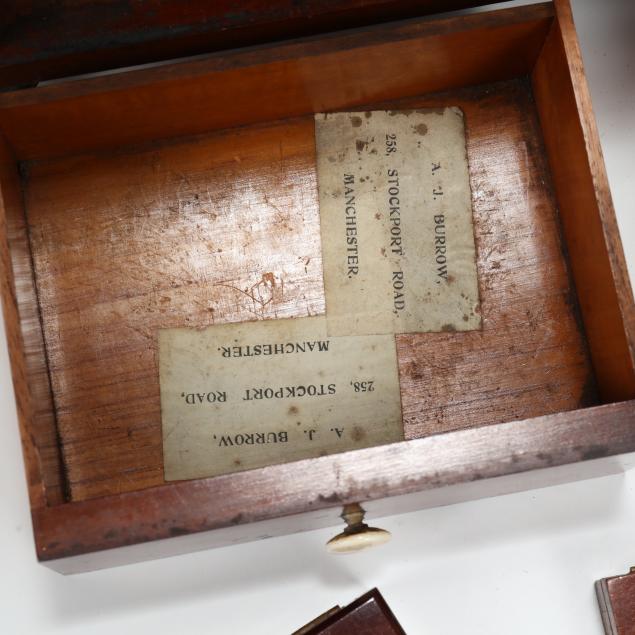 A. J. BURROW,
258, STOCKPORT ROAD,
MANCHESTER.
A. J. BURROW,
258, STOCKPORT ROAD,
MANCHESTER.